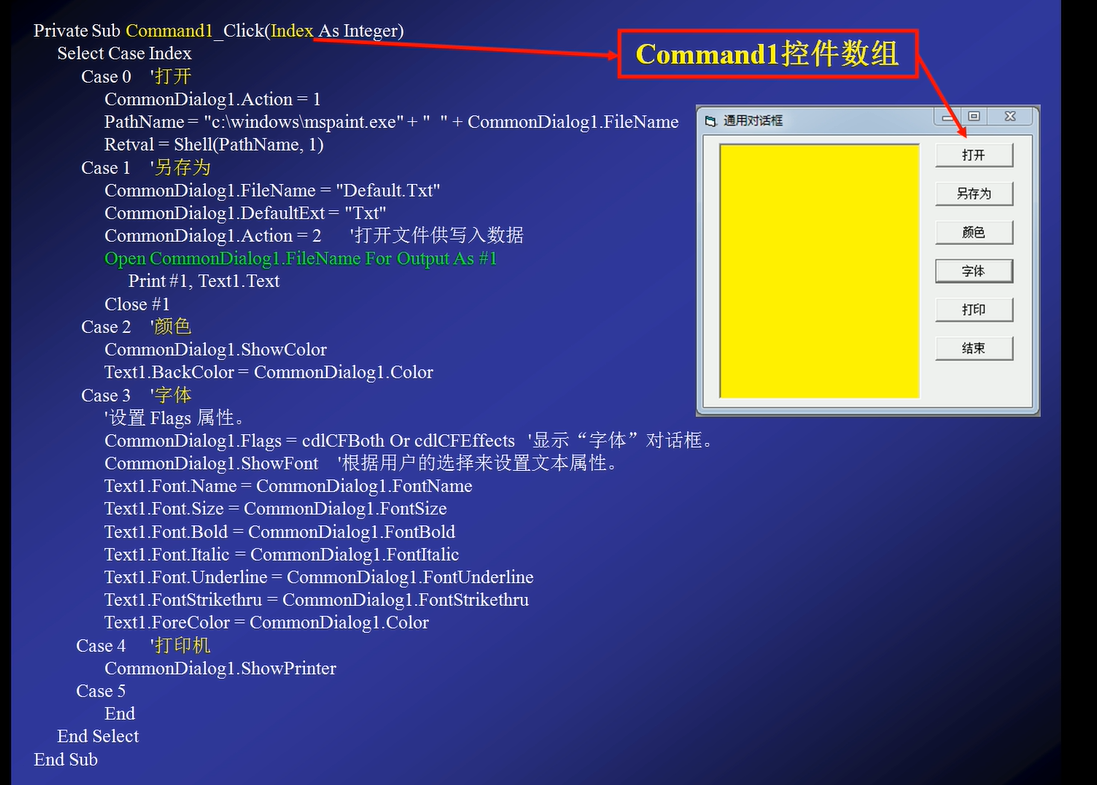 Private Sub Command1_Click(Index As Integer)
Select Case Index
Case 0 '打开
CommonDialog1.Action = 1
PathName = "c:\windows\mspaint.exe" + "  " + CommonDialog1.FileName
Retval = Shell(PathName, 1)
Case 1 '另存为
CommonDialog1.FileName = "Default.Txt"
CommonDialog1.DefaultExt = "Txt"
CommonDialog1.Action = 2 '打开文件供写入数据
Open CommonDialog1.FileName For Output As #1
Print #1, Text1.Text
Close #1
Case 2 '颜色
CommonDialog1.ShowColor
Text1.BackColor = CommonDialog1.Color
Case 3 '字体
'设置 Flags 属性。
CommonDialog1.Flags = cdlCFBoth Or cdlCFEffects '显示“字体”对话框。
CommonDialog1.ShowFont '根据用户的选择来设置文本属性。
Text1.Font.Name = CommonDialog1.FontName
Text1.Font.Size = CommonDialog1.FontSize
Text1.Font.Bold = CommonDialog1.FontBold
Text1.Font.Italic = CommonDialog1.FontItalic
Text1.Font.Underline = CommonDialog1.FontUnderline
Text1.FontStrikethru = CommonDialog1.FontStrikethru
Text1.ForeColor = CommonDialog1.Color
Case 4 '打印机
CommonDialog1.ShowPrinter
Case 5
End
End Select
End Sub
Command1控件数组
通用对话框
打开
另存为
颜色
字体
打印
结束